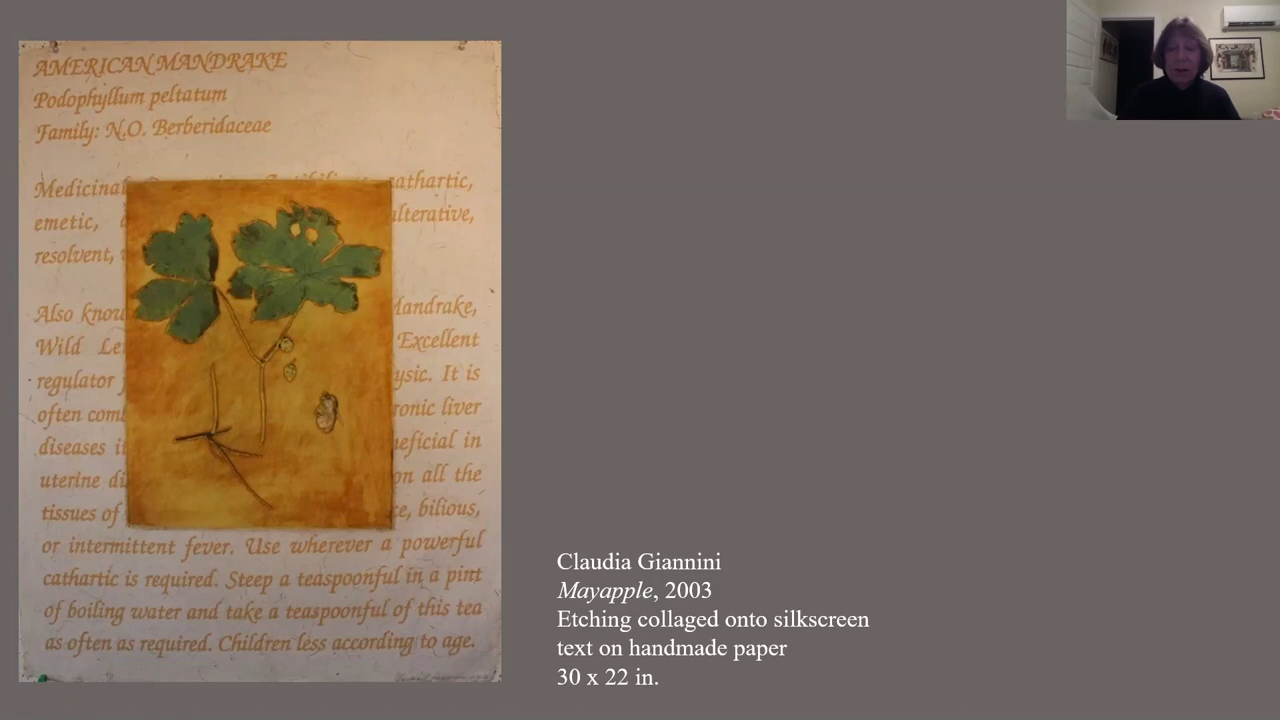 AMERICAN MANDRAKE
Podophyllum peltatum
Family: N.O. Berberidaceae
Medicinal cathartic,
emetic, alterative,
resolvent,
Also know Mandrake,
Wild Le Excellent
regulator ysic. It is
often comb ronic liver
diseases i neficial in
uterine di on all the
tissues of ce, bilious,
or intermittent fever. Use wherever a powerful
cathartic is required. Steep a teaspoonful in a pint
of boiling water and take a teaspoonful of this tea
as often as required. Children less according to age.
Claudia Giannini
Mayapple, 2003
Etching collaged onto silkscreen
text on handmade paper
30 x 22 in.